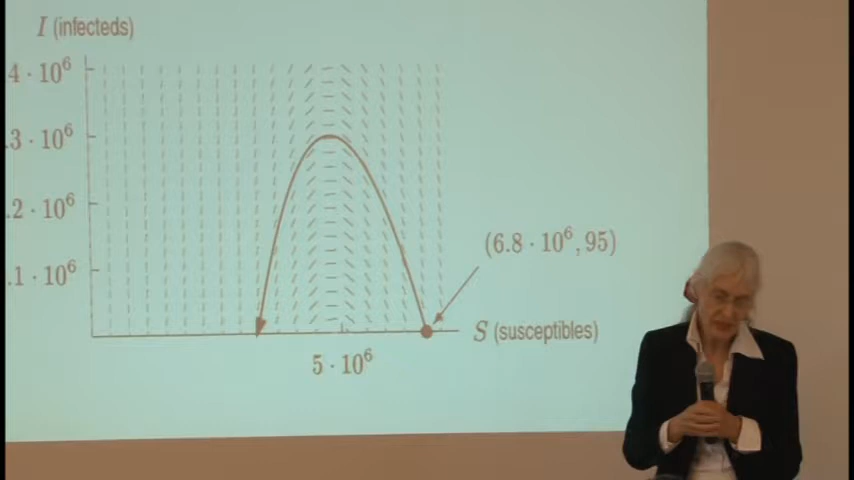 I (infecteds)
4 · 10⁶
.3 · 10⁶
.2 · 10⁶
.1 · 10⁶
(6.8 · 10⁶, 95)
S (susceptibles)
5 · 10⁶